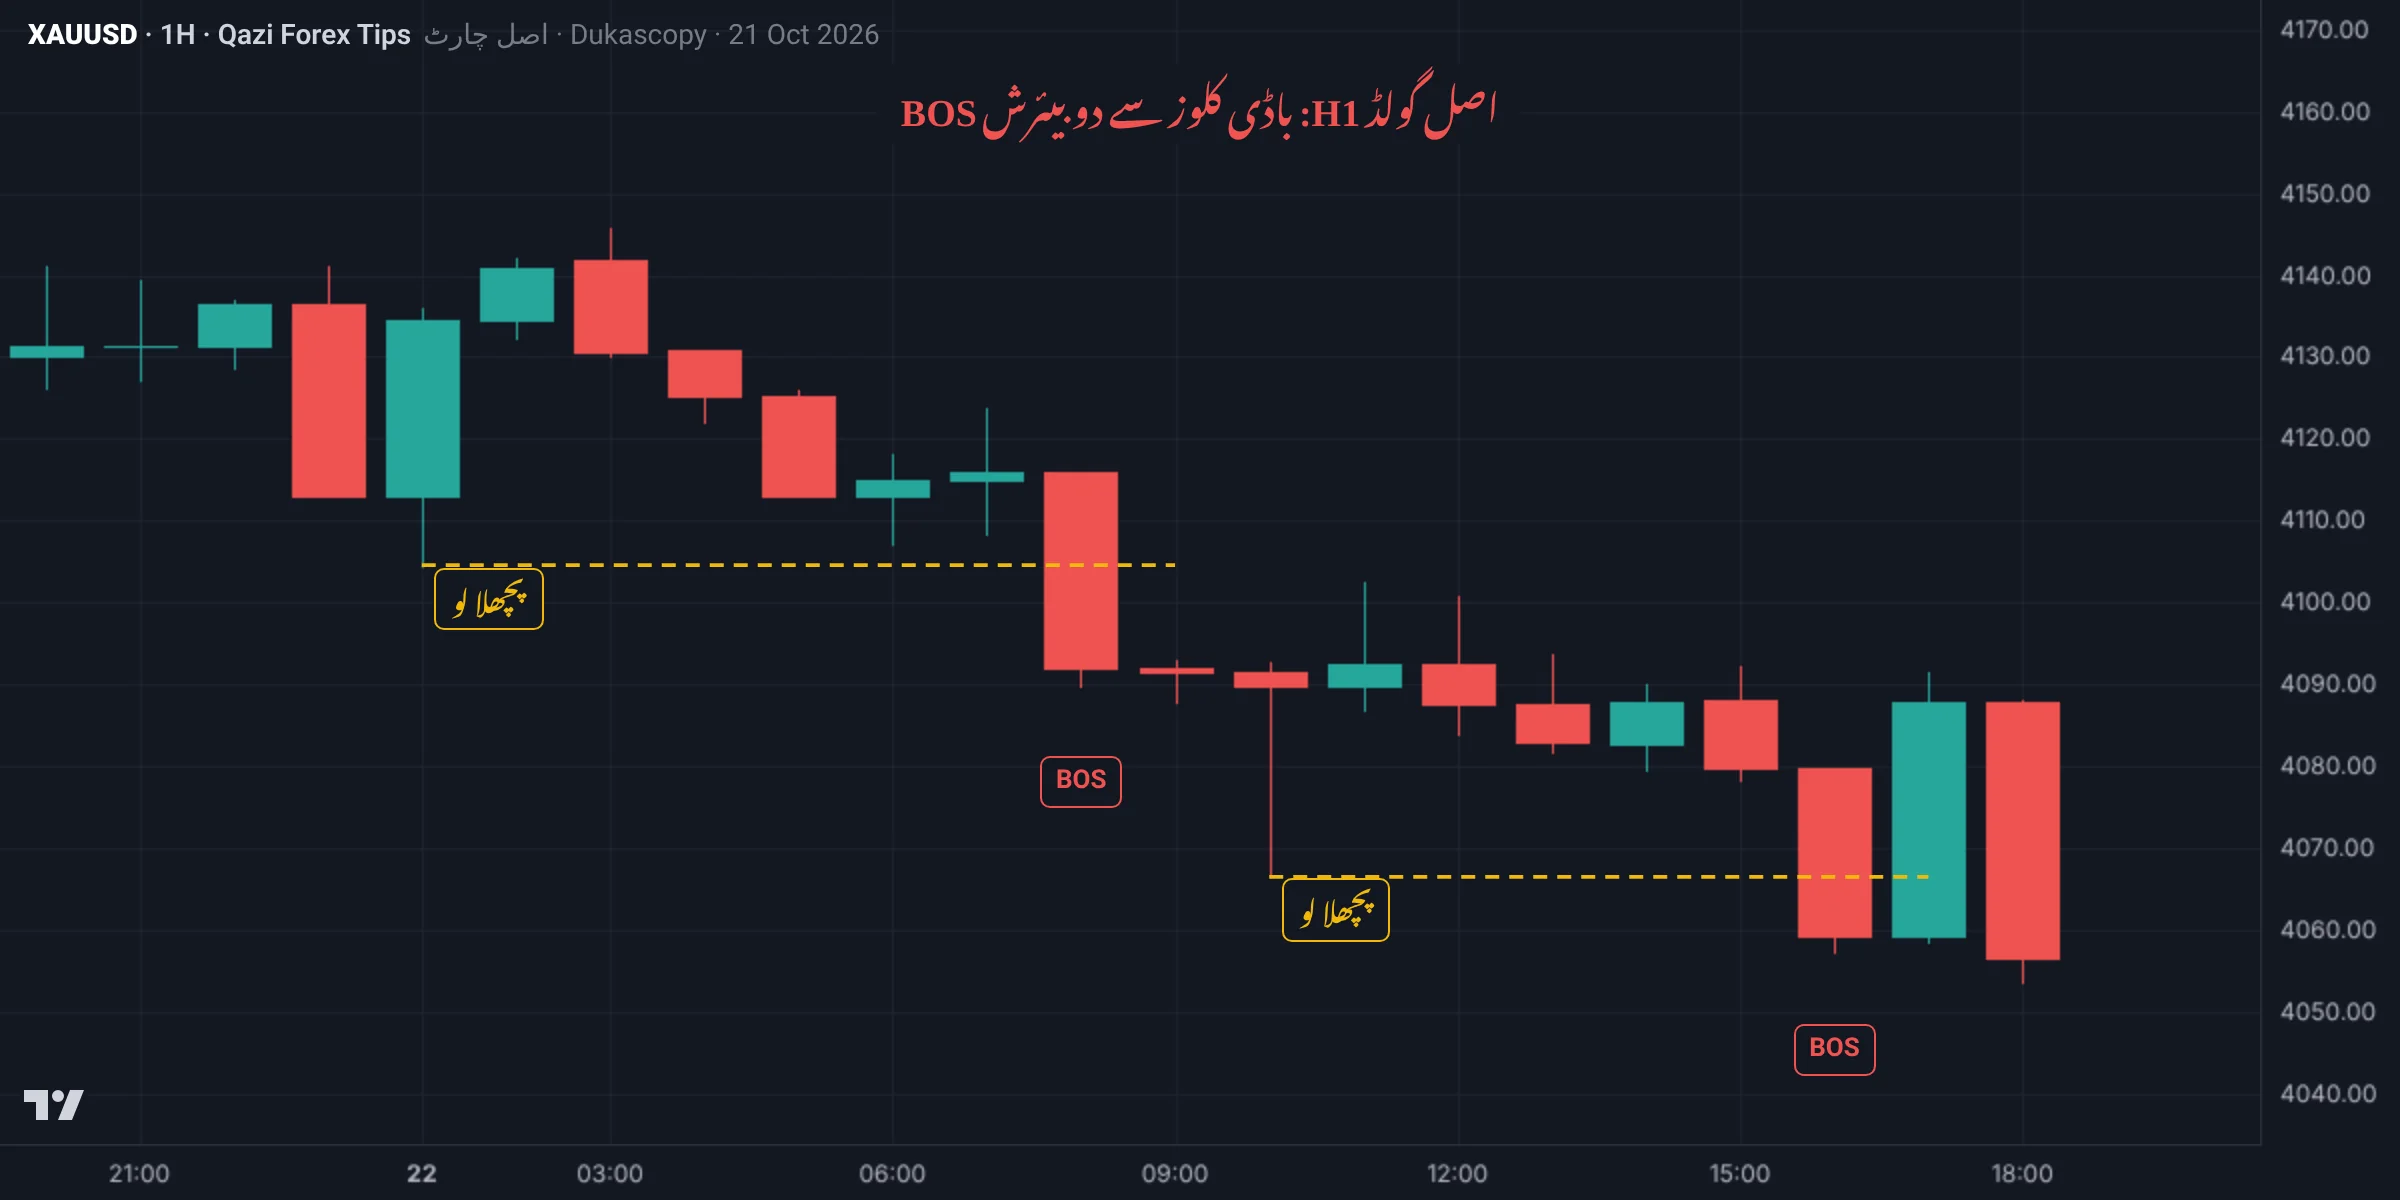 XAUUSD · 1H · Qazi Forex Tips اصل چارٹ · Dukascopy · 21 Oct 2026
اصل گولڈ H1: باڈی کلوز سے دو بیئرش BOS
پچھلا لو
BOS
پچھلا لو
BOS
4170.00
4160.00
4150.00
4140.00
4130.00
4120.00
4110.00
4100.00
4090.00
4080.00
4070.00
4060.00
4050.00
4040.00
21:00 22 03:00 06:00 09:00 12:00 15:00 18:00